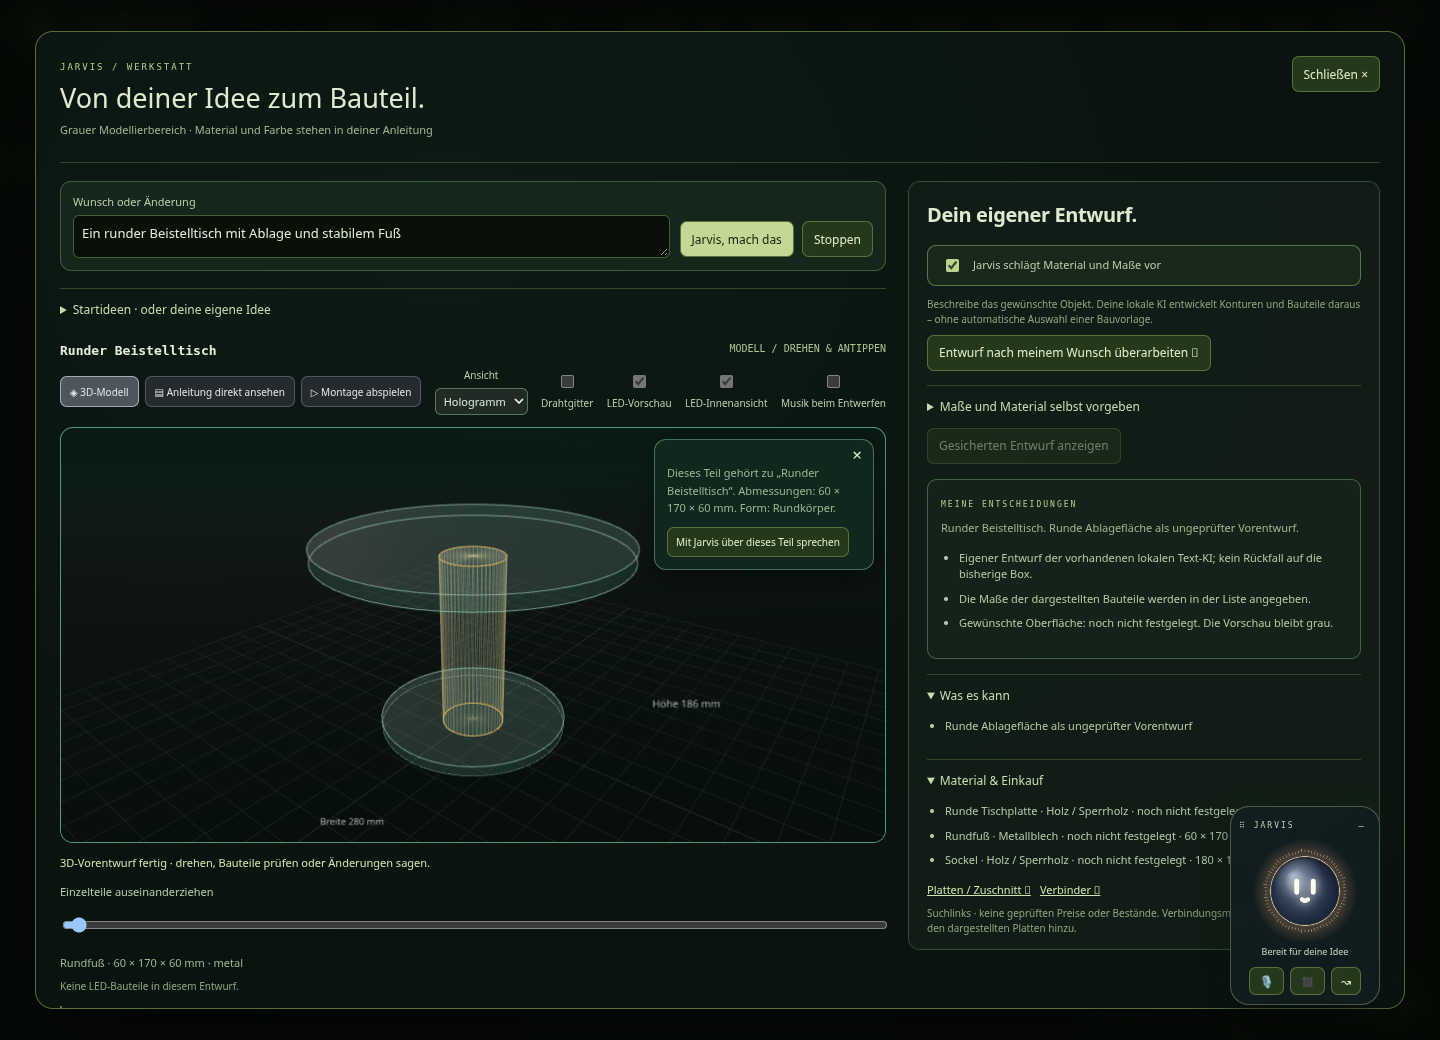 JARVIS / WERKSTATT
Von deiner Idee zum Bauteil.
Grauer Modellierbereich · Material und Farbe stehen in deiner Anleitung
Schließen ×
Wunsch oder Änderung
Ein runder Beistelltisch mit Ablage und stabilem Fuß
Jarvis, mach das
Stoppen
▶ Startideen · oder deine eigene Idee
Runder Beistelltisch
MODELL / DREHEN & ANTIPPEN
◈ 3D-Modell
▤ Anleitung direkt ansehen
▷ Montage abspielen
Ansicht
Hologramm
Drahtgitter
LED-Vorschau
LED-Innenansicht
Musik beim Entwerfen
×
Dieses Teil gehört zu „Runder
Beistelltisch“. Abmessungen: 60 ×
170 × 60 mm. Form: Rundkörper.
Mit Jarvis über dieses Teil sprechen
Höhe 186 mm
Breite 280 mm
3D-Vorentwurf fertig · drehen, Bauteile prüfen oder Änderungen sagen.
Einzelteile auseinanderziehen
Rundfuß · 60 × 170 × 60 mm · metal
Keine LED-Bauteile in diesem Entwurf.
Dein eigener Entwurf.
Jarvis schlägt Material und Maße vor
Beschreibe das gewünschte Objekt. Deine lokale KI entwickelt Konturen und Bauteile daraus
– ohne automatische Auswahl einer Bauvorlage.
Entwurf nach meinem Wunsch überarbeiten
▶ Maße und Material selbst vorgeben
Gesicherten Entwurf anzeigen
MEINE ENTSCHEIDUNGEN
Runder Beistelltisch. Runde Ablagefläche als ungeprüfter Vorentwurf.
• Eigener Entwurf der vorhandenen lokalen Text-KI; kein Rückfall auf die
bisherige Box.
• Die Maße der dargestellten Bauteile werden in der Liste angegeben.
• Gewünschte Oberfläche: noch nicht festgelegt. Die Vorschau bleibt grau.
▼ Was es kann
• Runde Ablagefläche als ungeprüfter Vorentwurf
▼ Material & Einkauf
• Runde Tischplatte · Holz / Sperrholz · noch nicht
• Rundfuß · Metallblech · noch nicht festgelegt · 60 × 170
• Sockel · Holz / Sperrholz · noch nicht festgelegt · 180 ×
Platten / Zuschnitt
Verbinder
Suchlinks · keine geprüften Preise oder Bestände.
den dargestellten Platten hinzu.
JARVIS
–
Bereit für deine Idee